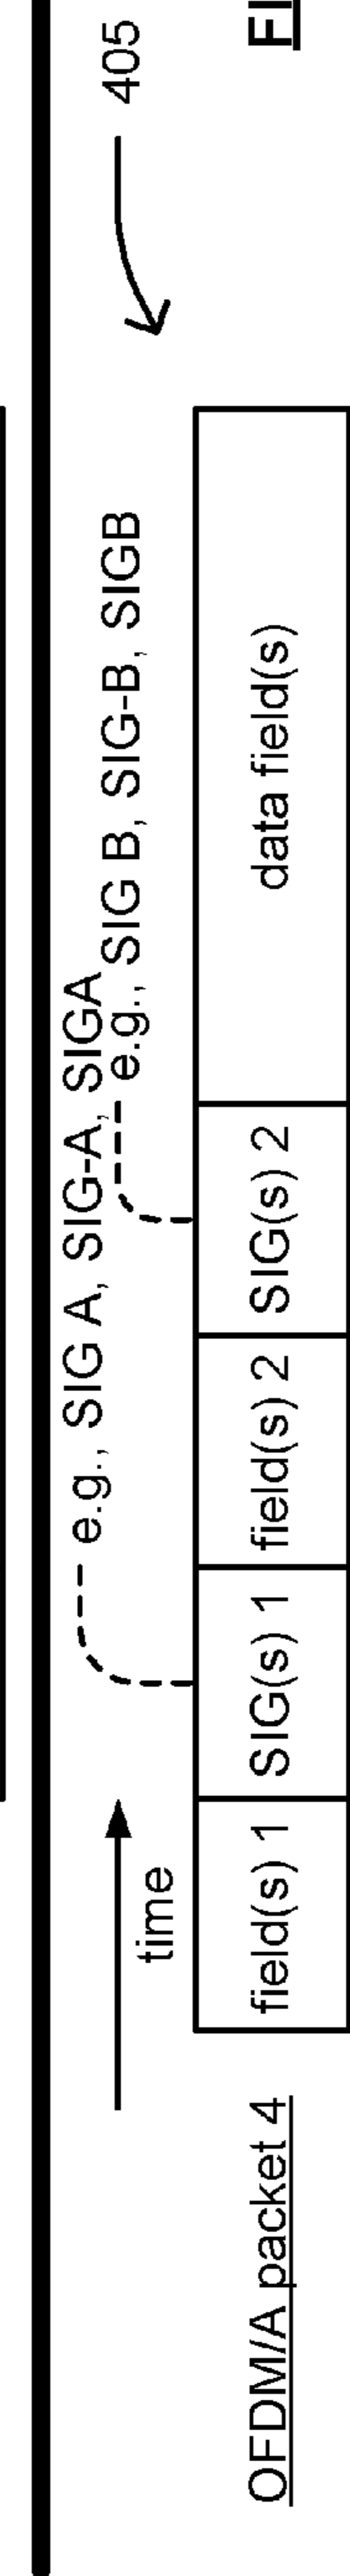 405
e.g., SIG A, SIG-A, SIGA
e.g., SIG B, SIG-B, SIGB
time
OFDM/A packet 4
field(s) 1
SIG(s) 1
field(s) 2
SIG(s) 2
data field(s)